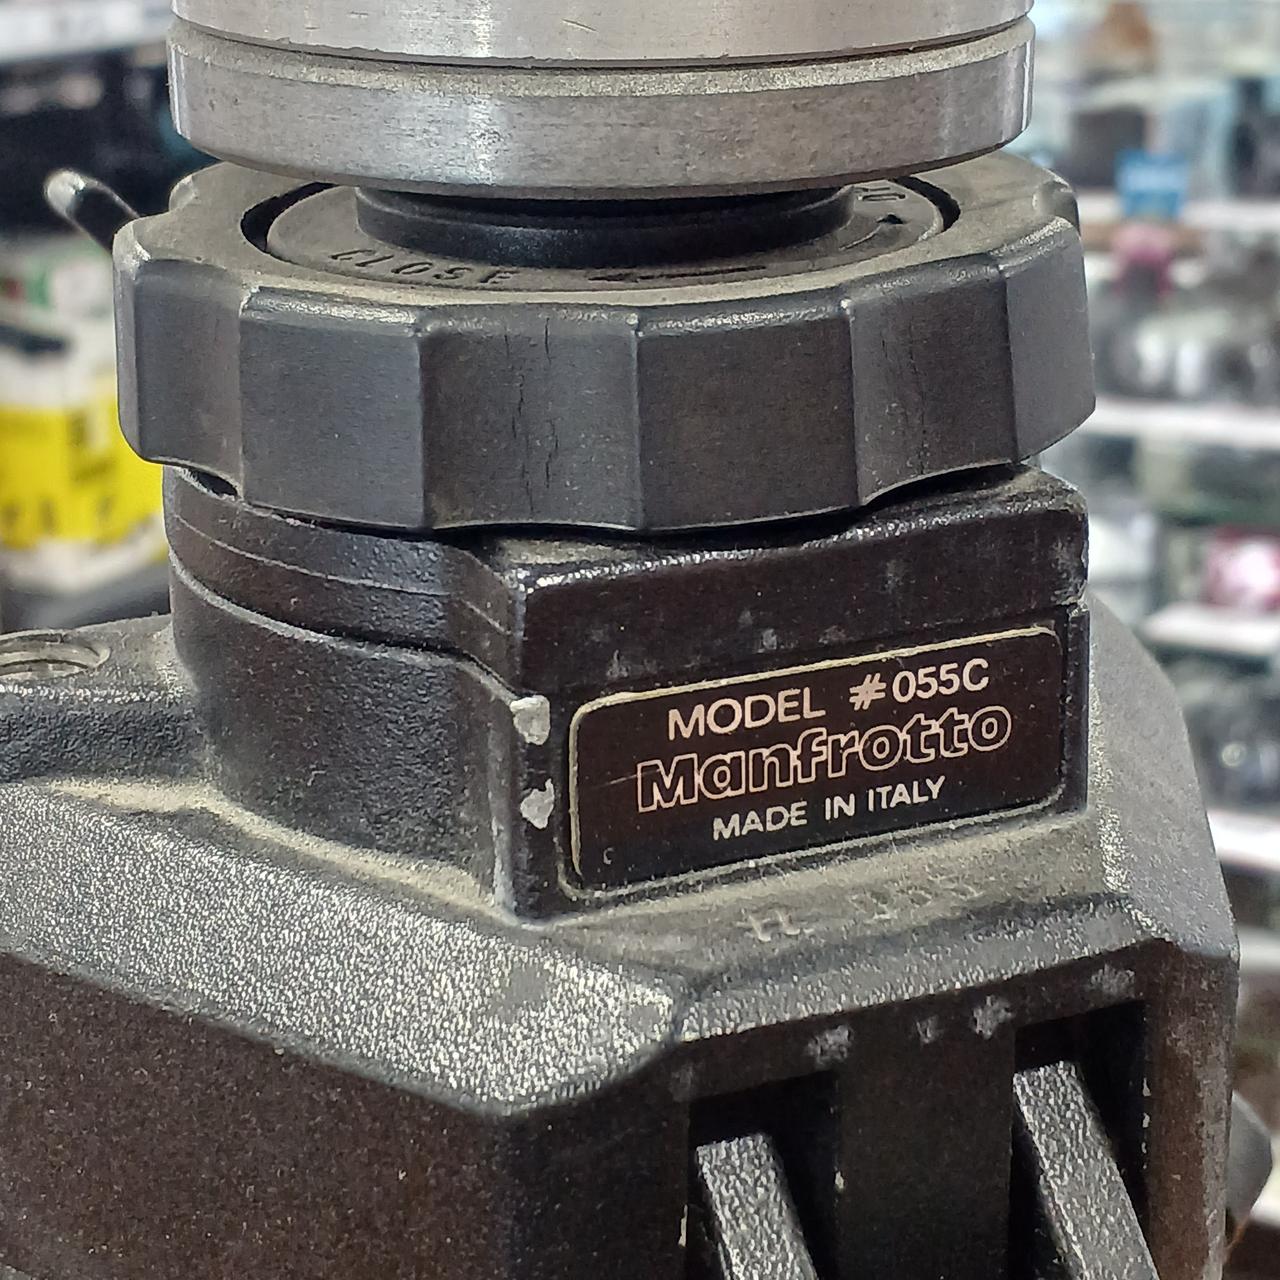 CLOSE
MODEL #055C
Manfrotto
MADE IN ITALY